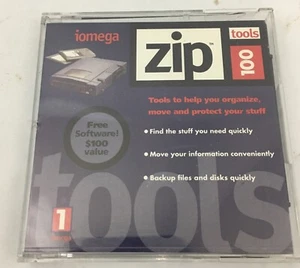 iomega
zip™
tools
100
Tools to help you organize,
move and protect your stuff
Free
Software!
$100
value
• Find the stuff you need quickly
• Move your information conveniently
• Backup files and disks quickly
tools
1